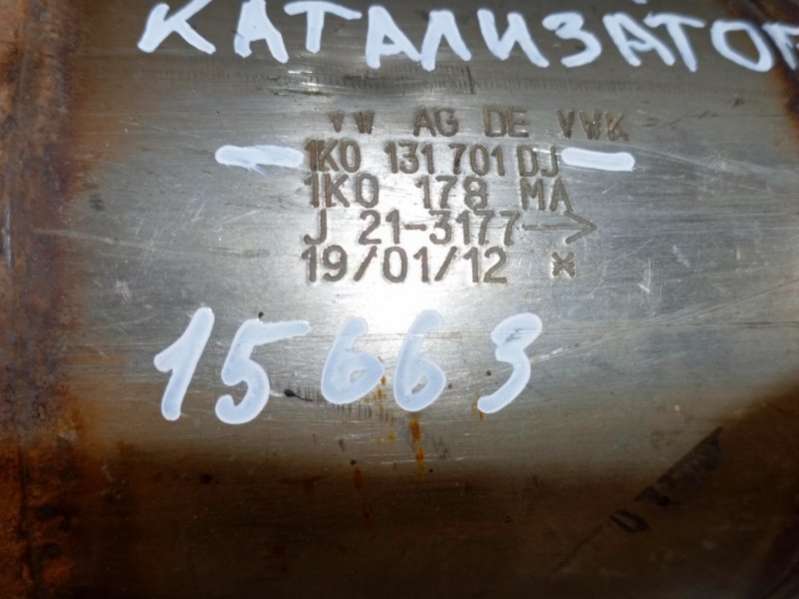 КАТАЛИЗАТОР
VW AG DE VWK
1K0 131 701 DJ
1K0 178 MA
J 21-3177-->
19/01/12 *
15663